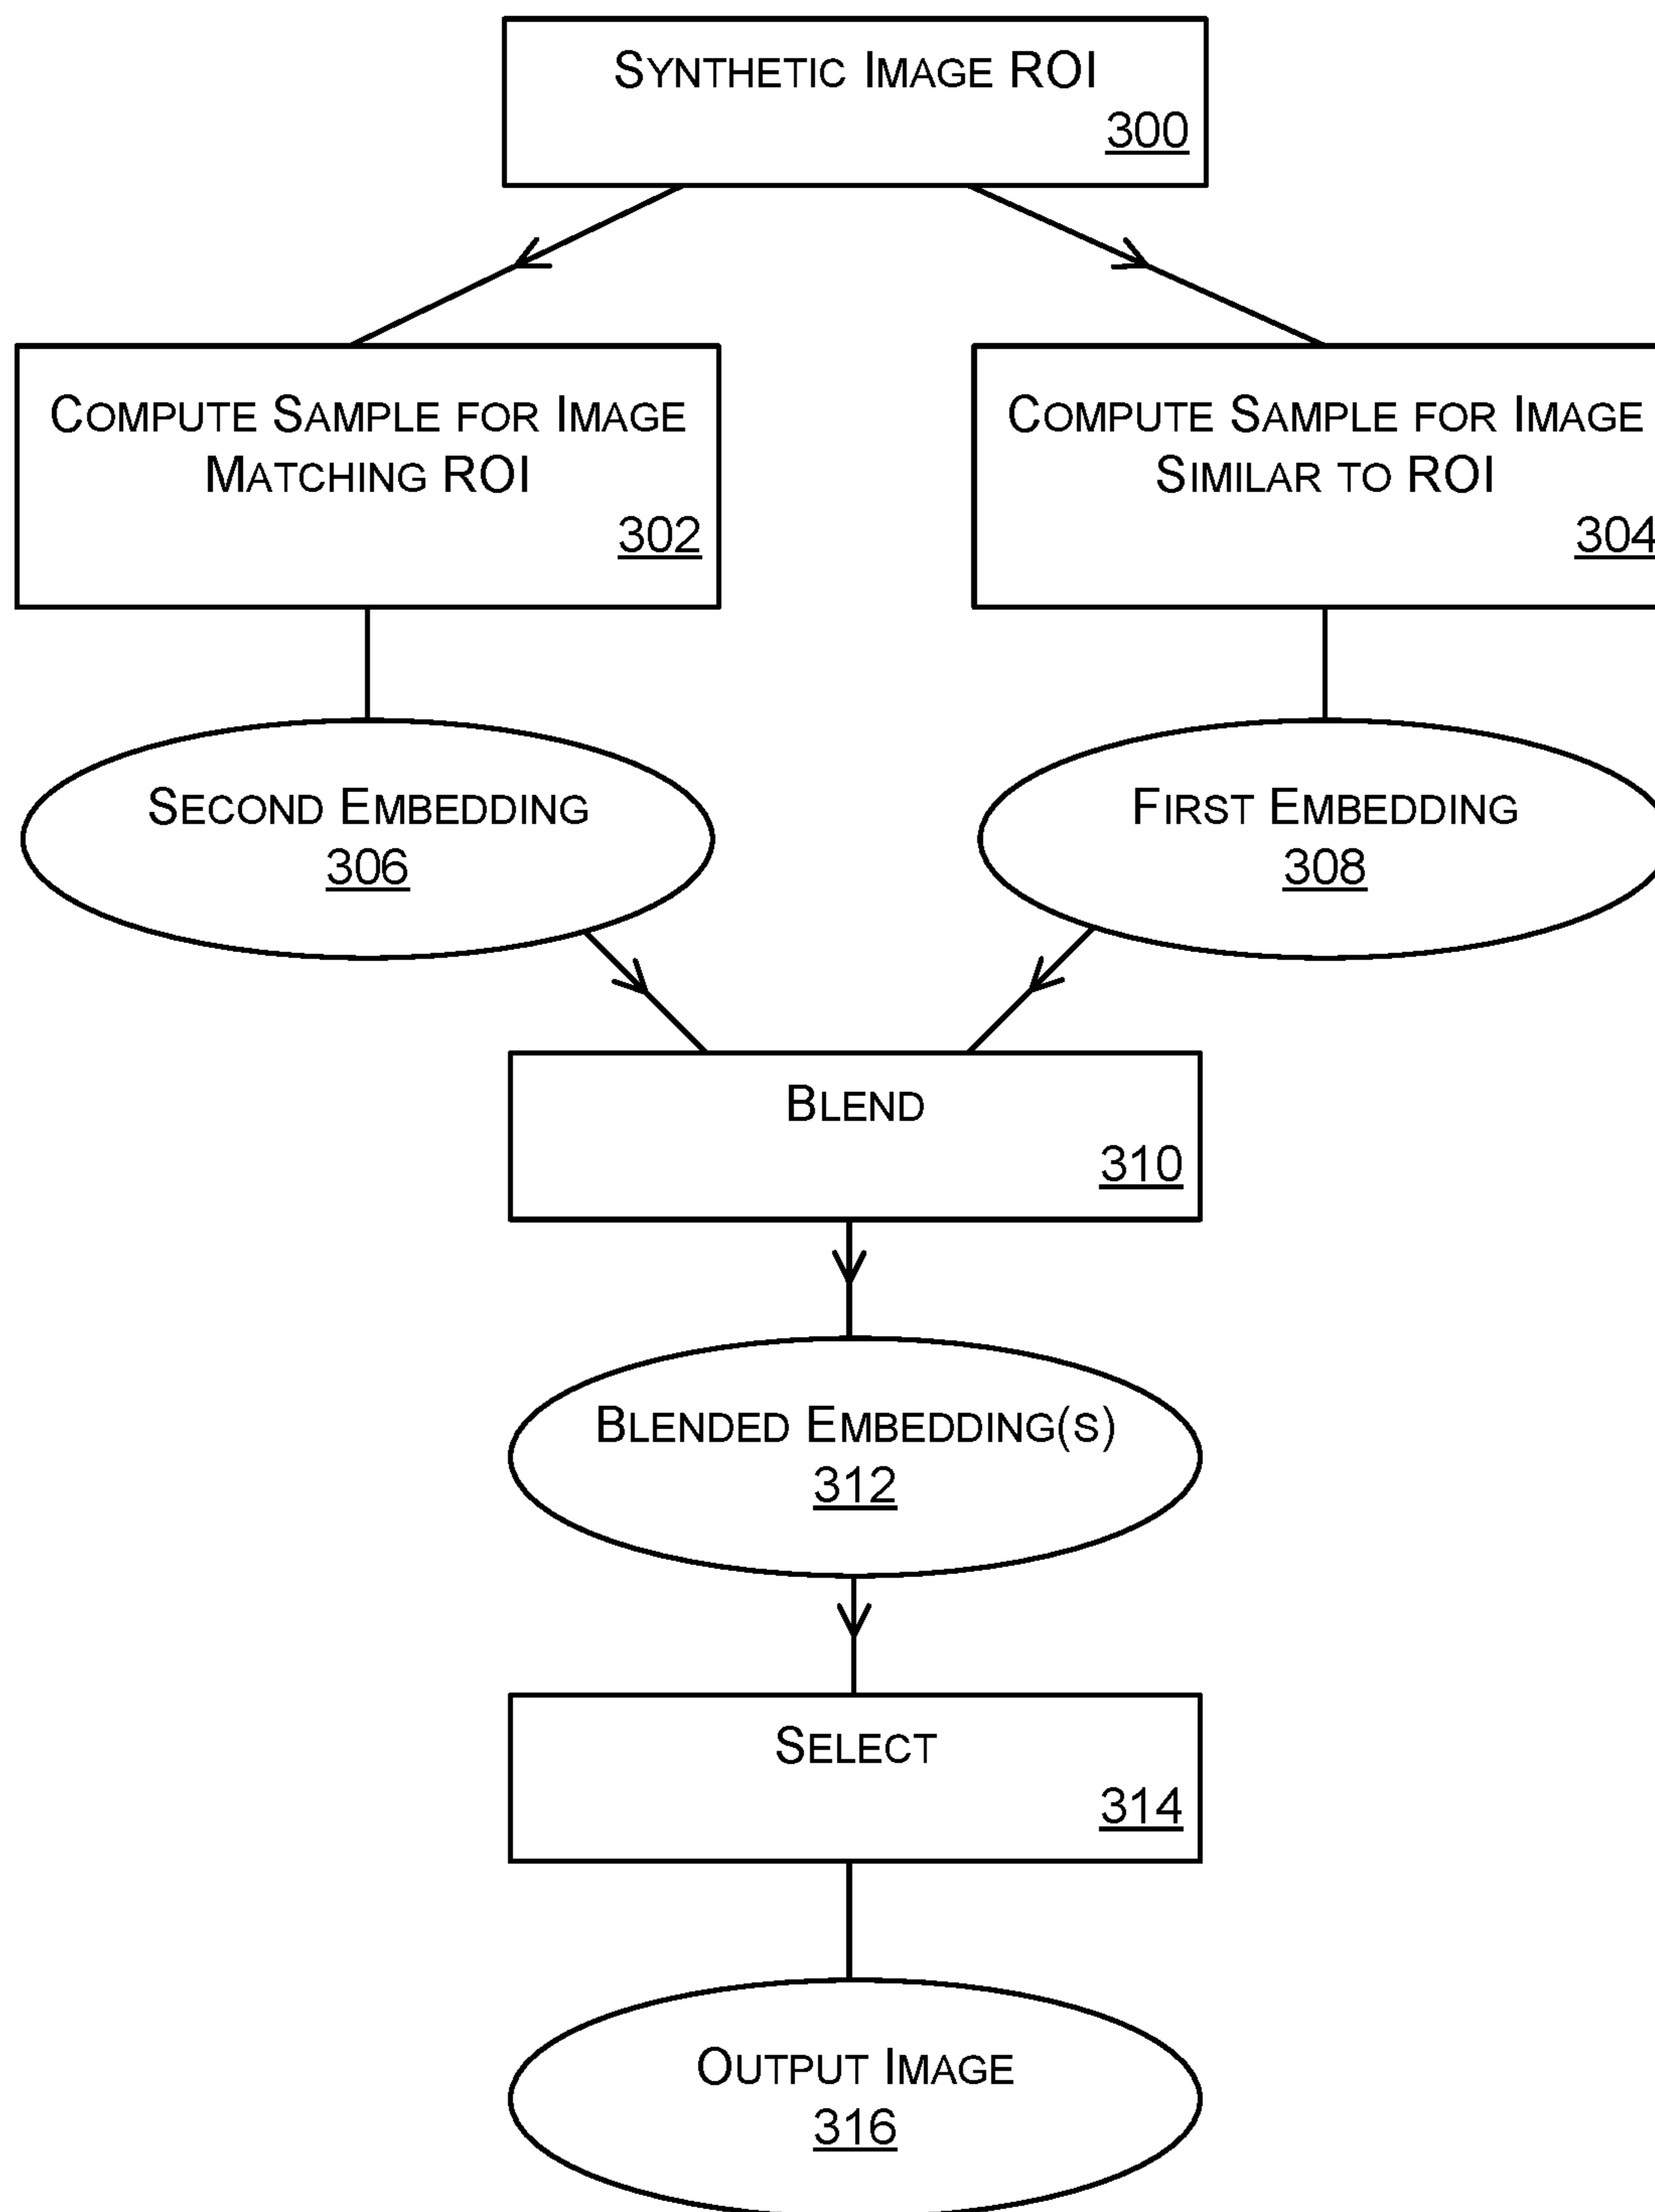 SYNTHETIC IMAGE ROI
300
COMPUTE SAMPLE FOR IMAGE
MATCHING ROI
302
COMPUTE SAMPLE FOR IMAGE
SIMILAR TO ROI
304
SECOND EMBEDDING
306
FIRST EMBEDDING
308
BLEND
310
BLENDED EMBEDDING(S)
312
SELECT
314
OUTPUT IMAGE
316